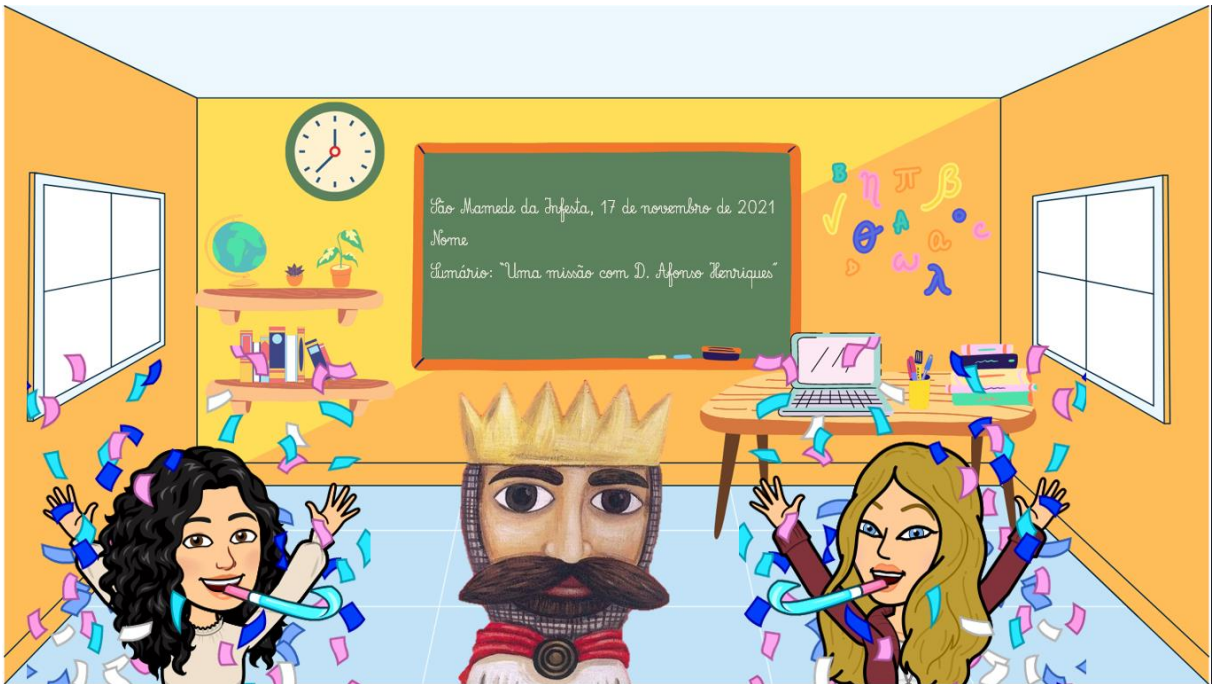 São Mamede da Infesta, 17 de novembro de 2021
Nome
Sumário: "Uma missão com D. Afonso Henriques"
B η π β
√ θ A a c
D ω λ